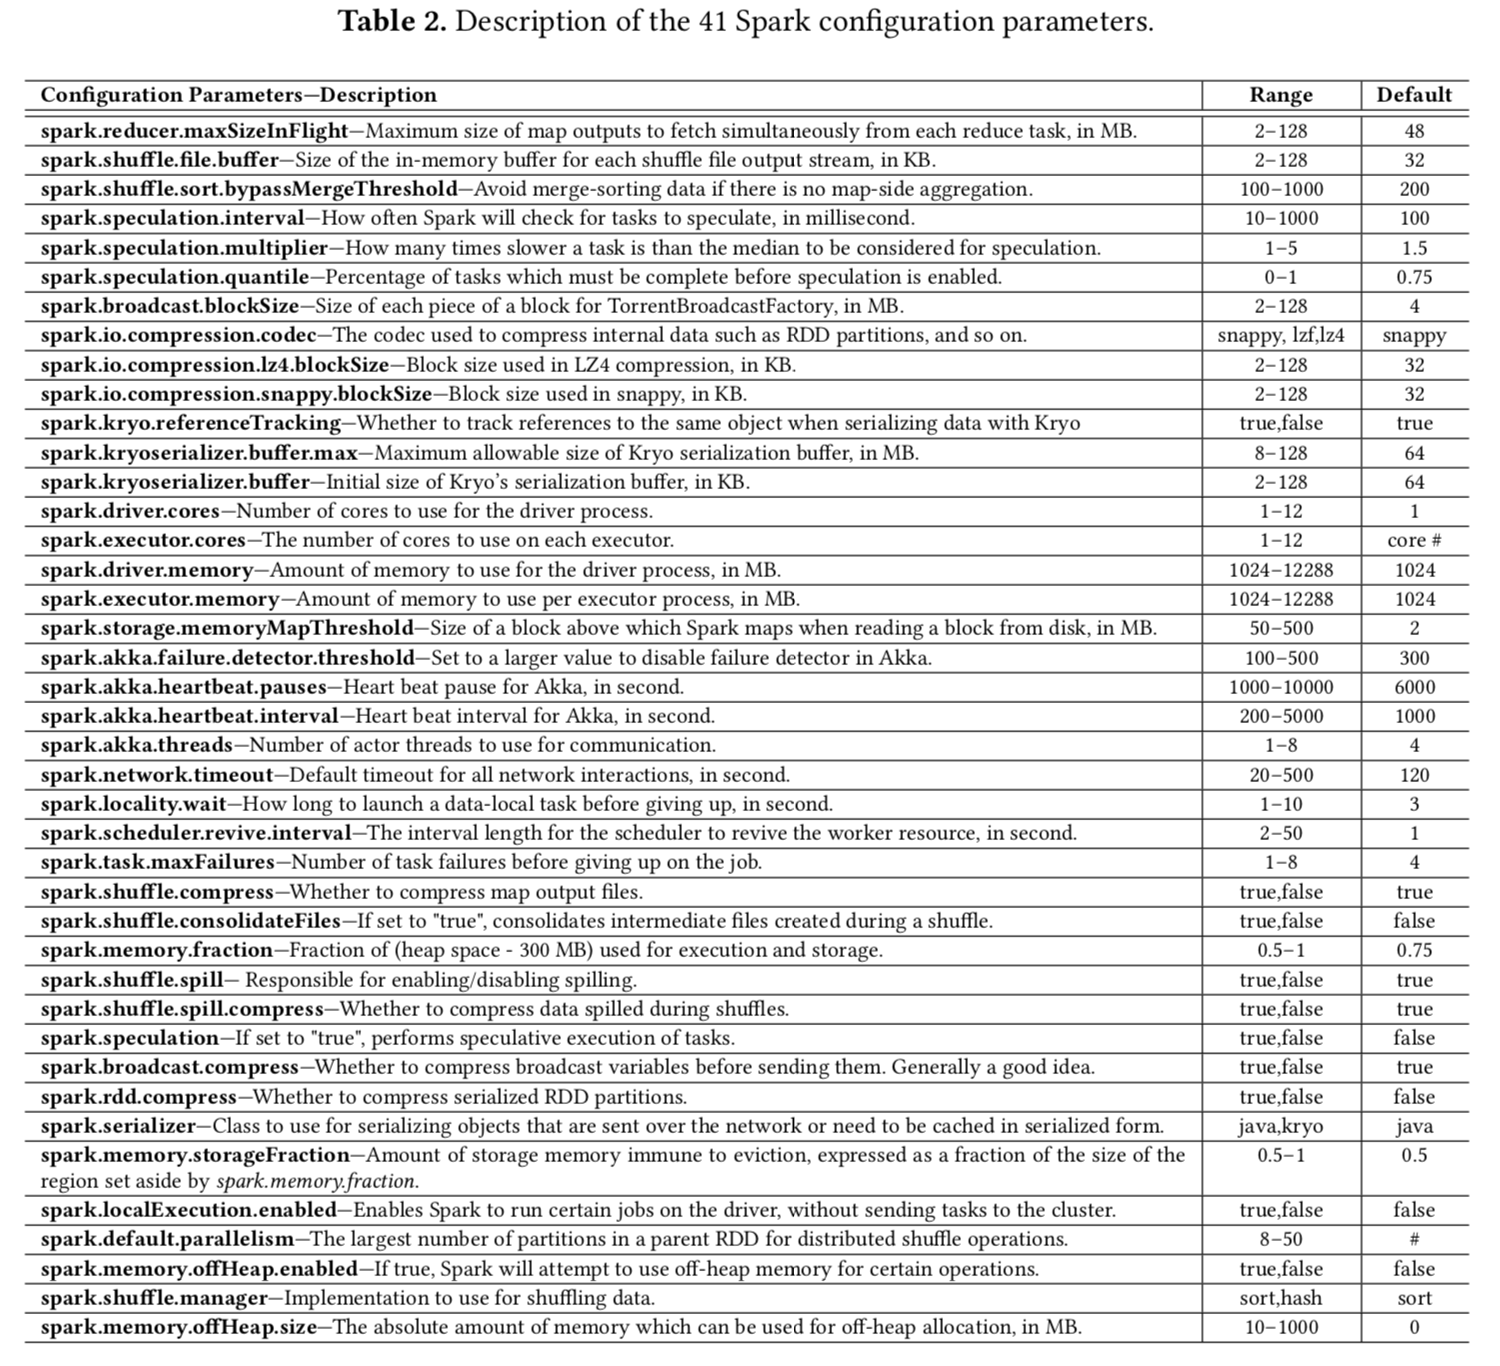 Table 2. Description of the 41 Spark configuration parameters.
Configuration Parameters—Description Range Default
spark.reducer.maxSizeInFlight—Maximum size of map outputs to fetch simultaneously from each reduce task, in MB. 2–128 48
spark.shuffle.file.buffer—Size of the in-memory buffer for each shuffle file output stream, in KB. 2–128 32
spark.shuffle.sort.bypassMergeThreshold—Avoid merge-sorting data if there is no map-side aggregation. 100–1000 200
spark.speculation.interval—How often Spark will check for tasks to speculate, in millisecond. 10–1000 100
spark.speculation.multiplier—How many times slower a task is than the median to be considered for speculation. 1–5 1.5
spark.speculation.quantile—Percentage of tasks which must be complete before speculation is enabled. 0–1 0.75
spark.broadcast.blockSize—Size of each piece of a block for TorrentBroadcastFactory, in MB. 2–128 4
spark.io.compression.codec—The codec used to compress internal data such as RDD partitions, and so on. snappy, lzf,lz4 snappy
spark.io.compression.lz4.blockSize—Block size used in LZ4 compression, in KB. 2–128 32
spark.io.compression.snappy.blockSize—Block size used in snappy, in KB. 2–128 32
spark.kryo.referenceTracking—Whether to track references to the same object when serializing data with Kryo true,false true
spark.kryoserializer.buffer.max—Maximum allowable size of Kryo serialization buffer, in MB. 8–128 64
spark.kryoserializer.buffer—Initial size of Kryo's serialization buffer, in KB. 2–128 64
spark.driver.cores—Number of cores to use for the driver process. 1–12 1
spark.executor.cores—The number of cores to use on each executor. 1–12 core #
spark.driver.memory—Amount of memory to use for the driver process, in MB. 1024–12288 1024
spark.executor.memory—Amount of memory to use per executor process, in MB. 1024–12288 1024
spark.storage.memoryMapThreshold—Size of a block above which Spark maps when reading a block from disk, in MB. 50–500 2
spark.akka.failure.detector.threshold—Set to a larger value to disable failure detector in Akka. 100–500 300
spark.akka.heartbeat.pauses—Heart beat pause for Akka, in second. 1000–10000 6000
spark.akka.heartbeat.interval—Heart beat interval for Akka, in second. 200–5000 1000
spark.akka.threads—Number of actor threads to use for communication. 1–8 4
spark.network.timeout—Default timeout for all network interactions, in second. 20–500 120
spark.locality.wait—How long to launch a data-local task before giving up, in second. 1–10 3
spark.scheduler.revive.interval—The interval length for the scheduler to revive the worker resource, in second. 2–50 1
spark.task.maxFailures—Number of task failures before giving up on the job. 1–8 4
spark.shuffle.compress—Whether to compress map output files. true,false true
spark.shuffle.consolidateFiles—If set to "true", consolidates intermediate files created during a shuffle. true,false false
spark.memory.fraction—Fraction of (heap space - 300 MB) used for execution and storage. 0.5–1 0.75
spark.shuffle.spill— Responsible for enabling/disabling spilling. true,false true
spark.shuffle.spill.compress—Whether to compress data spilled during shuffles. true,false true
spark.speculation—If set to "true", performs speculative execution of tasks. true,false false
spark.broadcast.compress—Whether to compress broadcast variables before sending them. Generally a good idea. true,false true
spark.rdd.compress—Whether to compress serialized RDD partitions. true,false false
spark.serializer—Class to use for serializing objects that are sent over the network or need to be cached in serialized form. java,kryo java
spark.memory.storageFraction—Amount of storage memory immune to eviction, expressed as a fraction of the size of the 0.5–1 0.5
region set aside by spark.memory.fraction.
spark.localExecution.enabled—Enables Spark to run certain jobs on the driver, without sending tasks to the cluster. true,false false
spark.default.parallelism—The largest number of partitions in a parent RDD for distributed shuffle operations. 8–50 #
spark.memory.offHeap.enabled—If true, Spark will attempt to use off-heap memory for certain operations. true,false false
spark.shuffle.manager—Implementation to use for shuffling data. sort,hash sort
spark.memory.offHeap.size—The absolute amount of memory which can be used for off-heap allocation, in MB. 10–1000 0